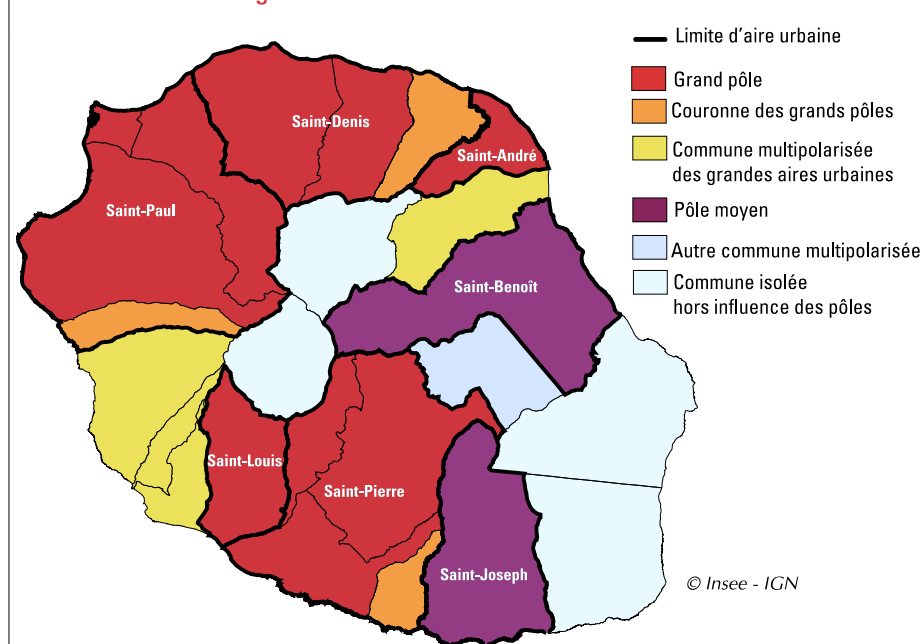 Limite d'aire urbaine
Grand pôle
Couronne des grands pôles
Commune multipolarisée
des grandes aires urbaines
Pôle moyen
Autre commune multipolarisée
Commune isolée
hors influence des pôles
Saint-Denis
Saint-André
Saint-Paul
Saint-Benoît
Saint-Louis
Saint-Pierre
Saint-Joseph
© Insee - IGN